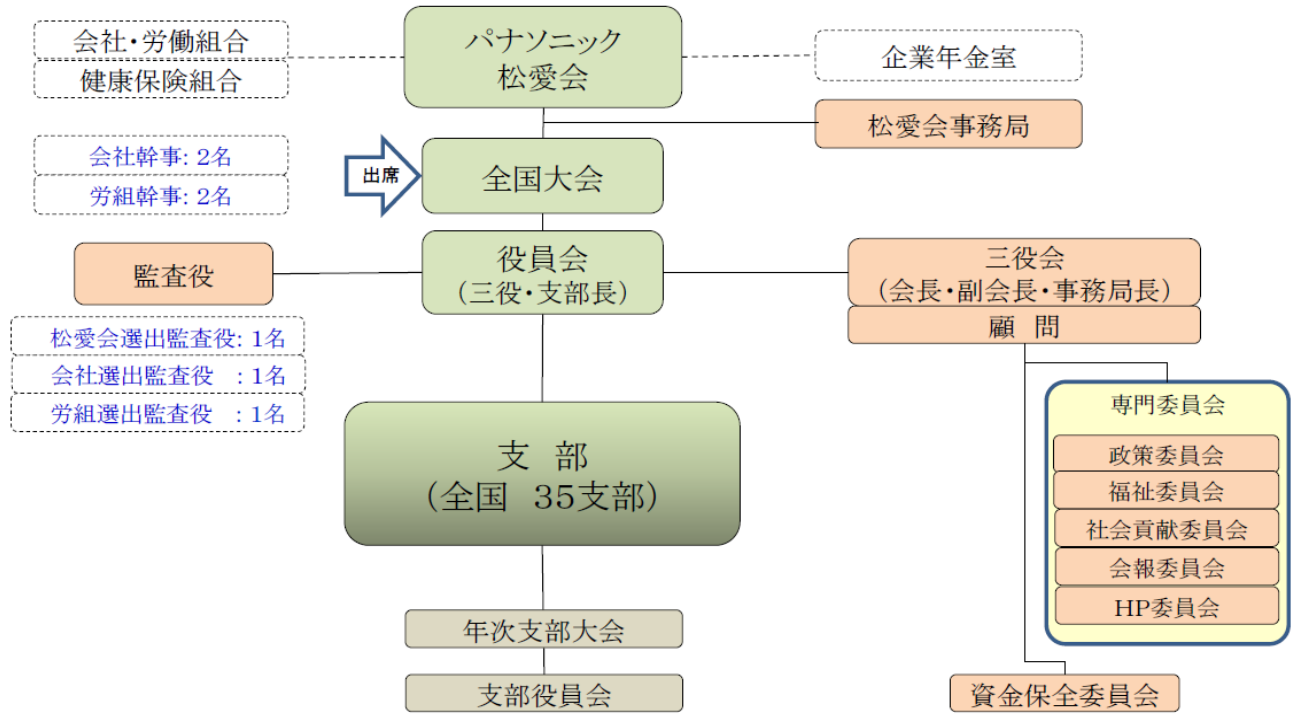 会社・労働組合
健康保険組合
パナソニック
松愛会
企業年金室
松愛会事務局
会社幹事: 2名
労組幹事: 2名
出席
全国大会
監査役
役員会
(三役・支部長)
三役会
(会長・副会長・事務局長)
顧 問
松愛会選出監査役: 1名
会社選出監査役 : 1名
労組選出監査役 : 1名
支 部
(全国 35支部)
専門委員会
政策委員会
福祉委員会
社会貢献委員会
会報委員会
HP委員会
年次支部大会
支部役員会
資金保全委員会